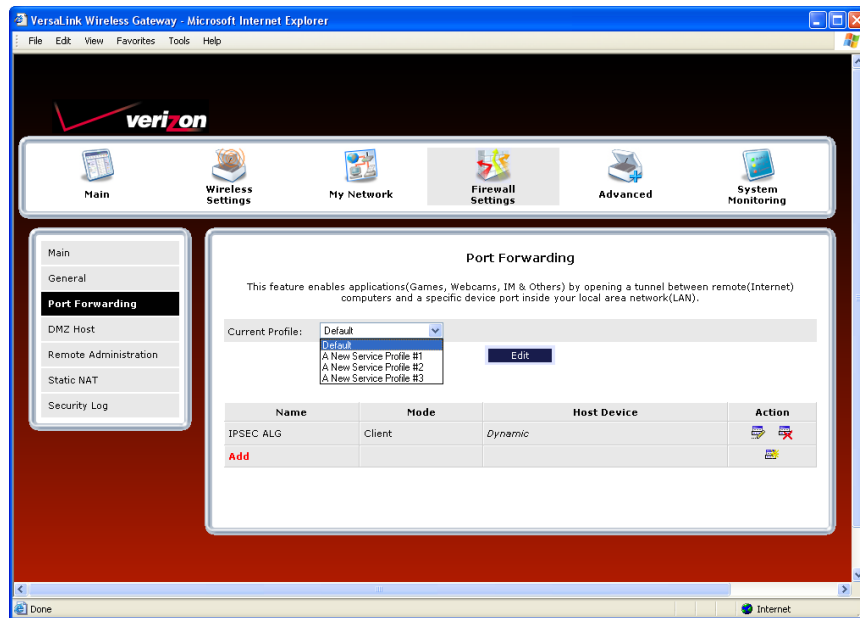 VersaLink Wireless Gateway - Microsoft Internet Explorer
File Edit View Favorites Tools Help
verizon
Main
Wireless
Settings
My Network
Firewall
Settings
Advanced
System
Monitoring
Main
General
Port Forwarding
DMZ Host
Remote Administration
Static NAT
Security Log
Port Forwarding
This feature enables applications(Games, Webcams, IM & Others) by opening a tunnel between remote(Internet)
computers and a specific device port inside your local area network(LAN).
Current Profile: Default
Default
A New Service Profile #1
A New Service Profile #2
A New Service Profile #3
Edit
Name Mode Host Device Action
IPSEC ALG Client Dynamic
Add
Done Internet